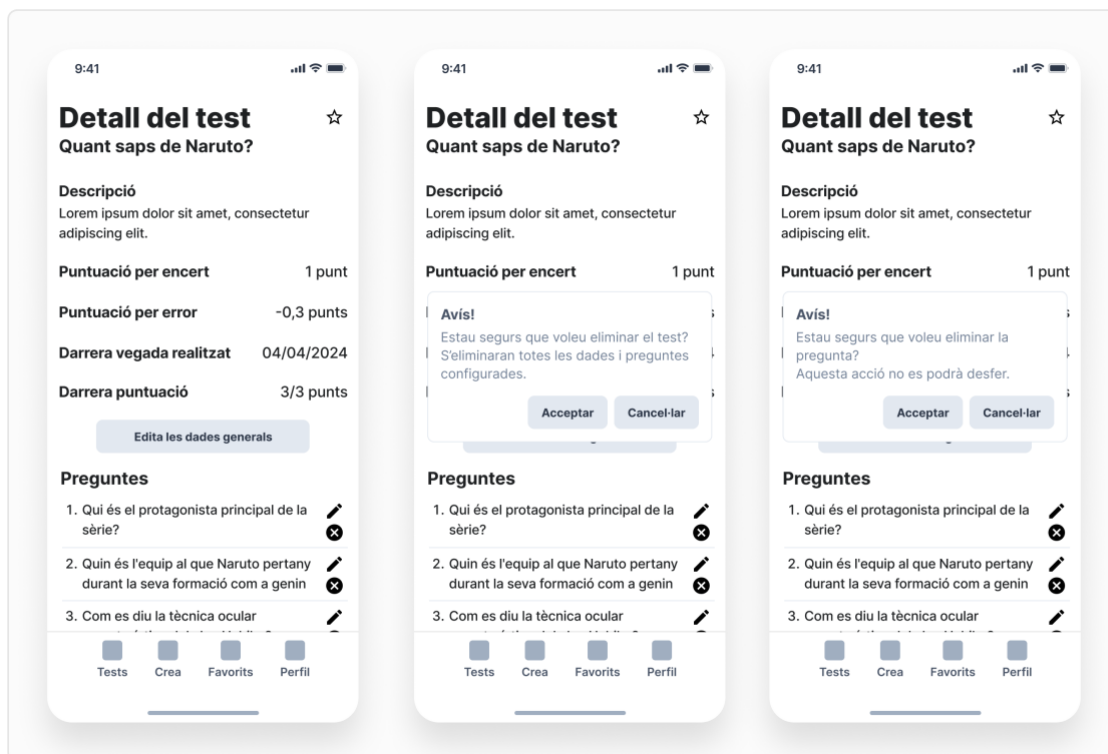 9:41
Detall del test
Quant saps de Naruto?
Descripció
Lorem ipsum dolor sit amet, consectetur
adipiscing elit.
Puntuació per encert 1 punt
Puntuació per error -0,3 punts
Darrera vegada realitzat 04/04/2024
Darrera puntuació 3/3 punts
Edita les dades generals
Preguntes
1. Qui és el protagonista principal de la
sèrie?
2. Quin és l'equip al que Naruto pertany
durant la seva formació com a genin
3. Com es diu la tècnica ocular
Tests Crea Favorits Perfil
9:41
Detall del test
Quant saps de Naruto?
Descripció
Lorem ipsum dolor sit amet, consectetur
adipiscing elit.
Puntuació per encert 1 punt
Avís!
Estau segurs que voleu eliminar el test?
S'eliminaran totes les dades i preguntes
configurades.
Acceptar Cancel·lar
Preguntes
1. Qui és el protagonista principal de la
sèrie?
2. Quin és l'equip al que Naruto pertany
durant la seva formació com a genin
3. Com es diu la tècnica ocular
Tests Crea Favorits Perfil
9:41
Detall del test
Quant saps de Naruto?
Descripció
Lorem ipsum dolor sit amet, consectetur
adipiscing elit.
Puntuació per encert 1 punt
Avís!
Estau segurs que voleu eliminar la
pregunta?
Aquesta acció no es podrà desfer.
Acceptar Cancel·lar
Preguntes
1. Qui és el protagonista principal de la
sèrie?
2. Quin és l'equip al que Naruto pertany
durant la seva formació com a genin
3. Com es diu la tècnica ocular
Tests Crea Favorits Perfil